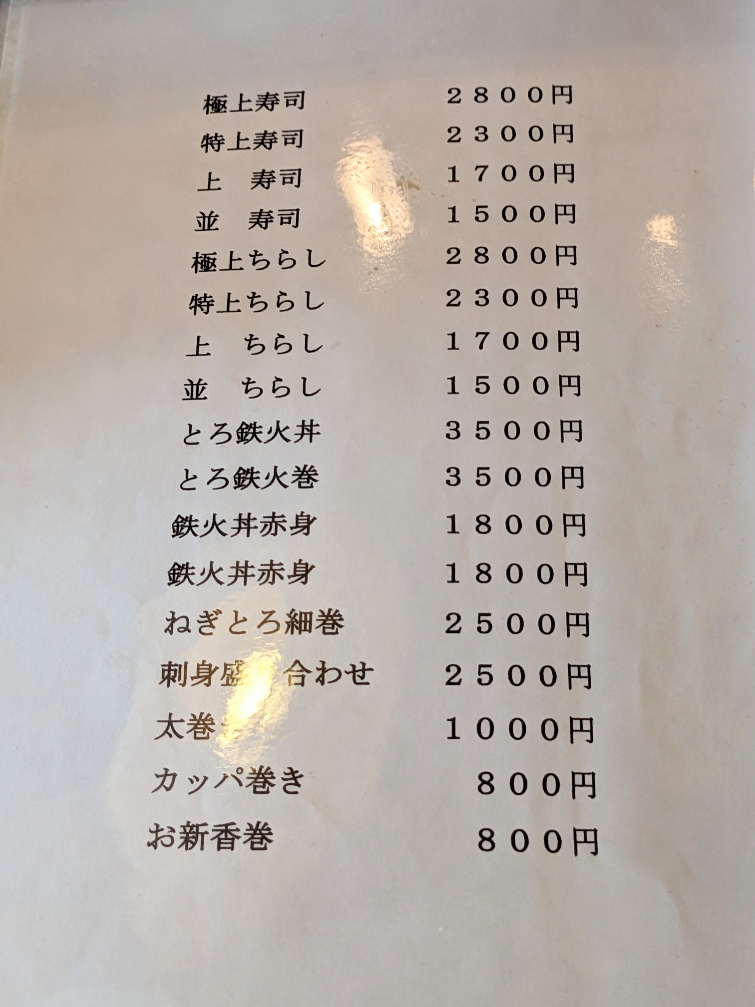 極上寿司　２８００円
特上寿司　２３００円
上　寿司　１７００円
並　寿司　１５００円
極上ちらし　２８００円
特上ちらし　２３００円
上　ちらし　１７００円
並　ちらし　１５００円
とろ鉄火丼　３５００円
とろ鉄火巻　３５００円
鉄火丼赤身　１８００円
鉄火丼赤身　１８００円
ねぎとろ細巻　２５００円
刺身盛　合わせ　２５００円
太巻　１０００円
カッパ巻き　８００円
お新香巻　８００円